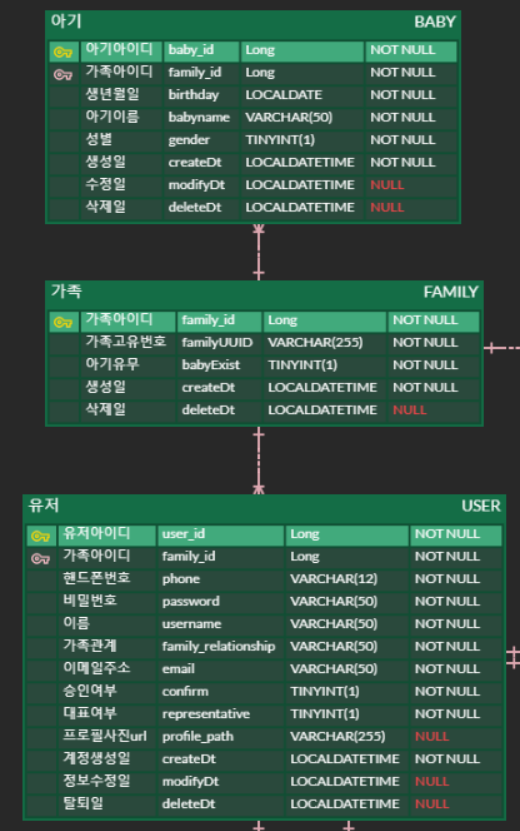 아기 BABY
아기아이디 baby_id Long NOT NULL
가족아이디 family_id Long NOT NULL
생년월일 birthday LOCALDATE NOT NULL
아기이름 babyname VARCHAR(50) NOT NULL
성별 gender TINYINT(1) NOT NULL
생성일 createDt LOCALDATETIME NOT NULL
수정일 modifyDt LOCALDATETIME NULL
삭제일 deleteDt LOCALDATETIME NULL
가족 FAMILY
가족아이디 family_id Long NOT NULL
가족고유번호 familyUUID VARCHAR(255) NOT NULL
아기유무 babyExist TINYINT(1) NOT NULL
생성일 createDt LOCALDATETIME NOT NULL
삭제일 deleteDt LOCALDATETIME NULL
유저 USER
유저아이디 user_id Long NOT NULL
가족아이디 family_id Long NOT NULL
핸드폰번호 phone VARCHAR(12) NOT NULL
비밀번호 password VARCHAR(50) NOT NULL
이름 username VARCHAR(50) NOT NULL
가족관계 family_relationship VARCHAR(50) NOT NULL
이메일주소 email VARCHAR(50) NOT NULL
승인여부 confirm TINYINT(1) NOT NULL
대표여부 representative TINYINT(1) NOT NULL
프로필사진url profile_path VARCHAR(255) NULL
계정생성일 createDt LOCALDATETIME NOT NULL
정보수정일 modifyDt LOCALDATETIME NULL
탈퇴일 deleteDt LOCALDATETIME NULL